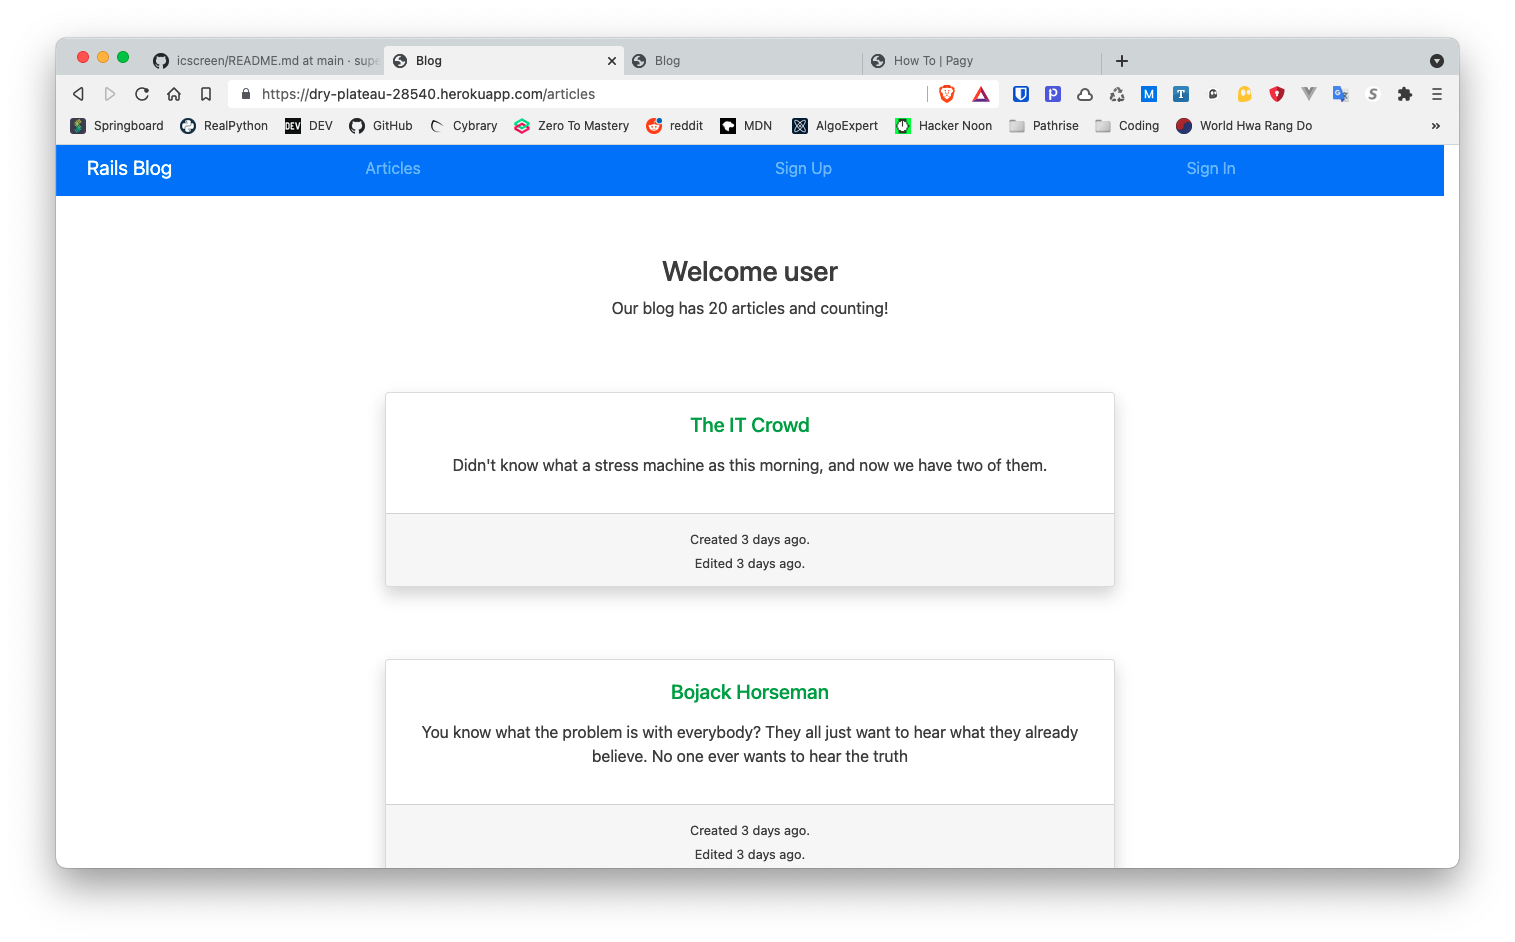 icscreen/README.md at main · supe
Blog
Blog
How To | Pagy
https://dry-plateau-28540.herokuapp.com/articles
Springboard
RealPython
DEV
DEV
GitHub
Cybrary
Zero To Mastery
reddit
MDN
AlgoExpert
Hacker Noon
Pathrise
Coding
World Hwa Rang Do
Rails Blog
Articles
Sign Up
Sign In
Welcome user
Our blog has 20 articles and counting!
The IT Crowd
Didn't know what a stress machine as this morning, and now we have two of them.
Created 3 days ago.
Edited 3 days ago.
Bojack Horseman
You know what the problem is with everybody? They all just want to hear what they already
believe. No one ever wants to hear the truth
Created 3 days ago.
Edited 3 days ago.